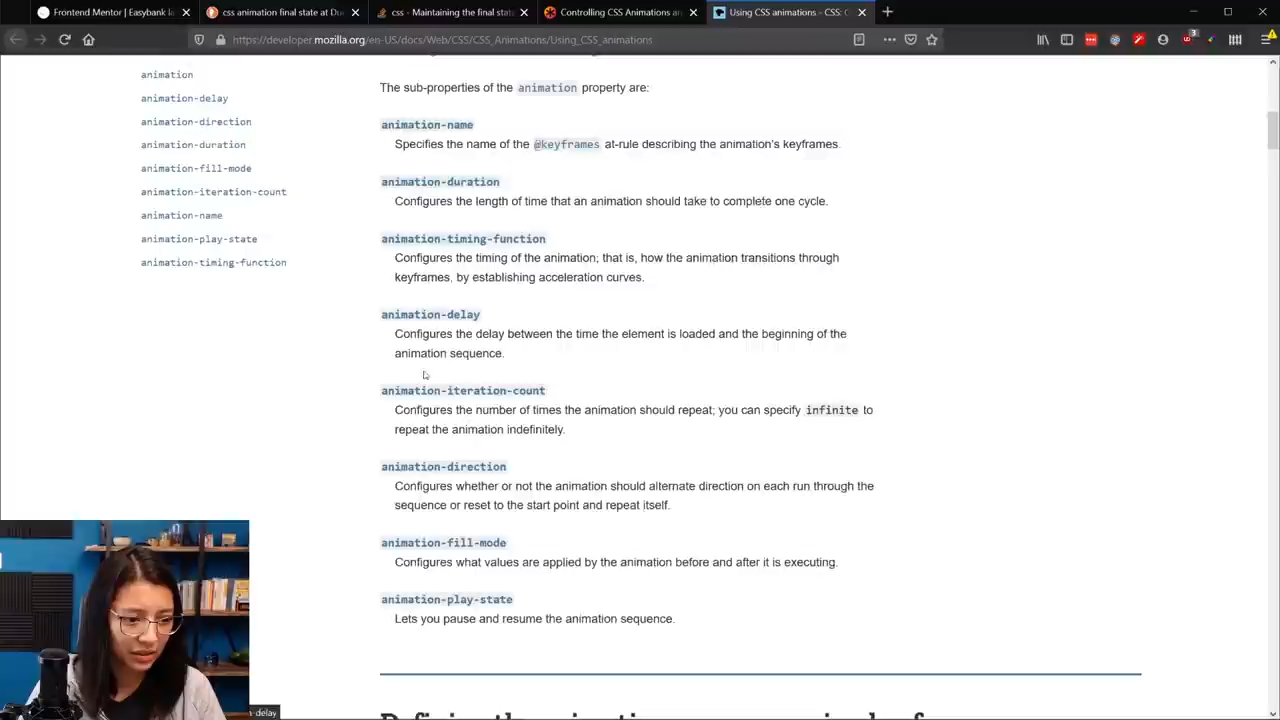 Frontend Mentor | Easybank la
css animation final state at Du
css - Maintaining the final stat
Controlling CSS Animations an
Using CSS animations - CSS: C
https://developer.mozilla.org/en-US/docs/Web/CSS/CSS_Animations/Using_CSS_animations
3
animation
animation-delay
animation-direction
animation-duration
animation-fill-mode
animation-iteration-count
animation-name
animation-play-state
animation-timing-function
The sub-properties of the animation property are:
animation-name
Specifies the name of the @keyframes at-rule describing the animation's keyframes.
animation-duration
Configures the length of time that an animation should take to complete one cycle.
animation-timing-function
Configures the timing of the animation; that is, how the animation transitions through
keyframes, by establishing acceleration curves.
animation-delay
Configures the delay between the time the element is loaded and the beginning of the
animation sequence.
animation-iteration-count
Configures the number of times the animation should repeat; you can specify infinite to
repeat the animation indefinitely.
animation-direction
Configures whether or not the animation should alternate direction on each run through the
sequence or reset to the start point and repeat itself.
animation-fill-mode
Configures what values are applied by the animation before and after it is executing.
animation-play-state
Lets you pause and resume the animation sequence.
n-delay